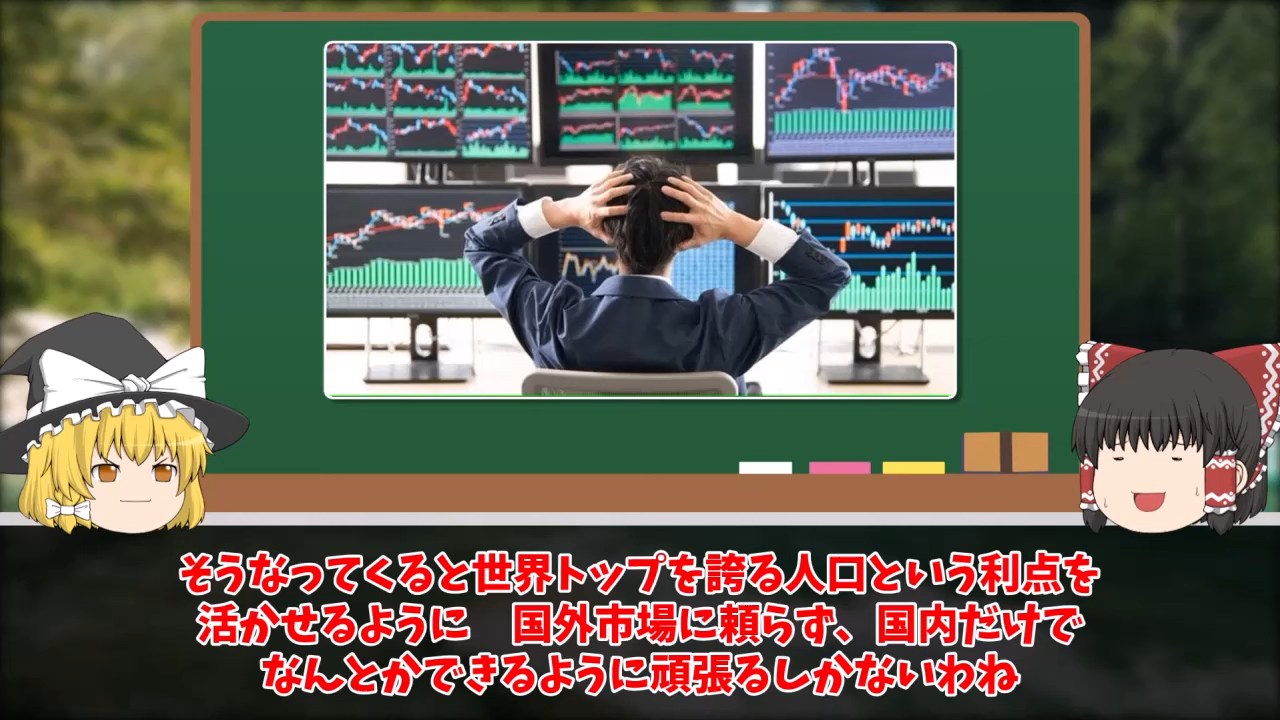 そうなってくると世界トップを誇る人口という利点を
活かせるように　国外市場に頼らず、国内だけで
なんとかできるように頑張るしかないわね